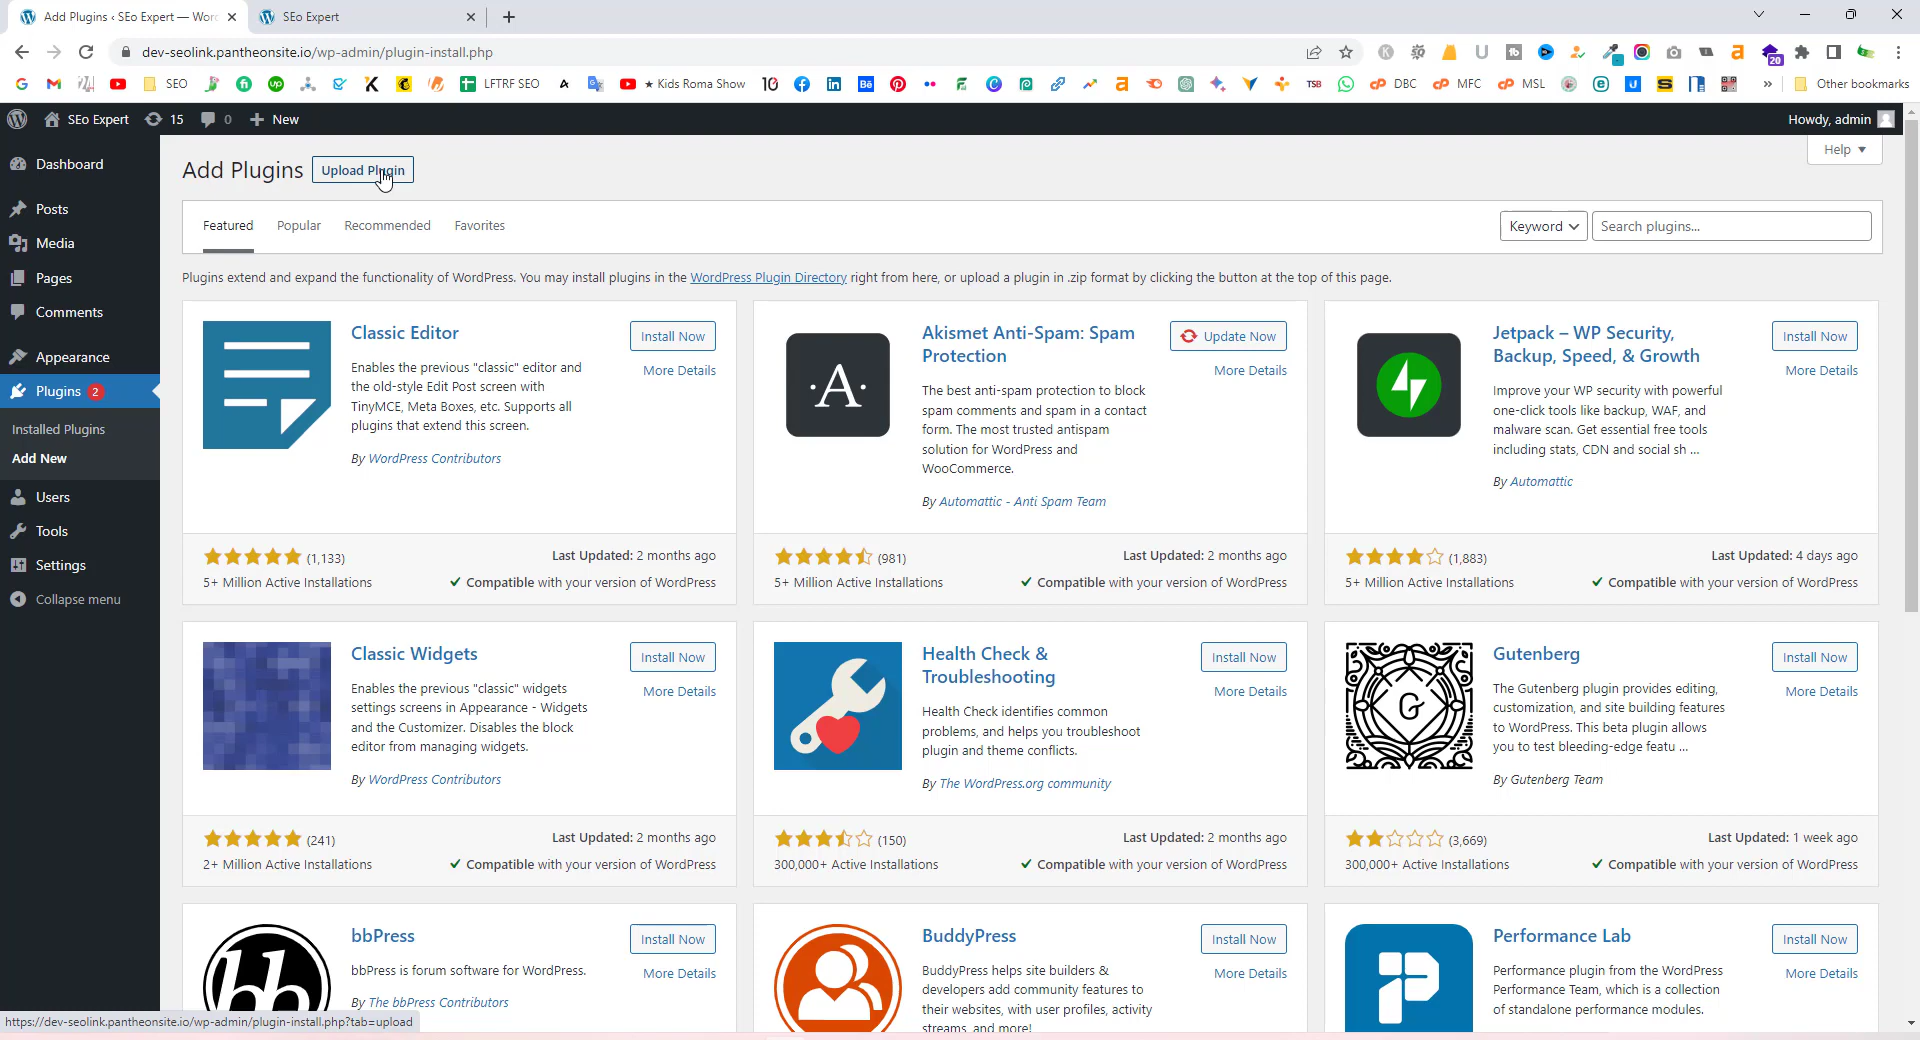 Add Plugins ‹ SEo Expert — Wor
SEo Expert
dev-seolink.pantheonsite.io/wp-admin/plugin-install.php
20
SEO
LFTRF SEO
★ Kids Roma Show
10
TSB
DBC
MFC
MSL
»
Other bookmarks
SEo Expert
15
0
New
Howdy, admin
Dashboard
Posts
Media
Pages
Comments
Appearance
Plugins 2
Installed Plugins
Add New
Users
Tools
Settings
Collapse menu
Add Plugins
Upload Plugin
Help
Featured
Popular
Recommended
Favorites
Keyword
Search plugins...
Plugins extend and expand the functionality of WordPress. You may install plugins in the WordPress Plugin Directory right from here, or upload a plugin in .zip format by clicking the button at the top of this page.
Classic Editor
Install Now
More Details
Enables the previous "classic" editor and
the old-style Edit Post screen with
TinyMCE, Meta Boxes, etc. Supports all
plugins that extend this screen.
By WordPress Contributors
(1,133)
Last Updated: 2 months ago
5+ Million Active Installations
Compatible with your version of WordPress
·A·
Akismet Anti-Spam: Spam
Protection
Update Now
More Details
The best anti-spam protection to block
spam comments and spam in a contact
form. The most trusted antispam
solution for WordPress and
WooCommerce.
By Automattic - Anti Spam Team
(981)
Last Updated: 2 months ago
5+ Million Active Installations
Compatible with your version of WordPress
Jetpack – WP Security,
Backup, Speed, & Growth
Install Now
More Details
Improve your WP security with powerful
one-click tools like backup, WAF, and
malware scan. Get essential free tools
including stats, CDN and social sh ...
By Automattic
(1,883)
Last Updated: 4 days ago
5+ Million Active Installations
Compatible with your version of WordPress
Classic Widgets
Install Now
More Details
Enables the previous "classic" widgets
settings screens in Appearance - Widgets
and the Customizer. Disables the block
editor from managing widgets.
By WordPress Contributors
(241)
Last Updated: 2 months ago
2+ Million Active Installations
Compatible with your version of WordPress
Health Check &
Troubleshooting
Install Now
More Details
Health Check identifies common
problems, and helps you troubleshoot
plugin and theme conflicts.
By The WordPress.org community
(150)
Last Updated: 2 months ago
300,000+ Active Installations
Compatible with your version of WordPress
G
Gutenberg
Install Now
More Details
The Gutenberg plugin provides editing,
customization, and site building features
to WordPress. This beta plugin allows
you to test bleeding-edge featu ...
By Gutenberg Team
(3,669)
Last Updated: 1 week ago
300,000+ Active Installations
Compatible with your version of WordPress
bb
bbPress
Install Now
More Details
bbPress is forum software for WordPress.
By The bbPress Contributors
BuddyPress
Install Now
More Details
BuddyPress helps site builders &
developers add community features to
their websites, with user profiles, activity
streams, and more!
Performance Lab
Install Now
More Details
Performance plugin from the WordPress
Performance Team, which is a collection
of standalone performance modules.
https://dev-seolink.pantheonsite.io/wp-admin/plugin-install.php?tab=upload